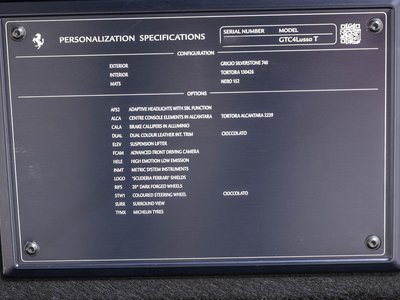 PERSONALIZATION SPECIFICATIONS
SERIAL NUMBER MODEL
GTC4Lusso T
CONFIGURATION
EXTERIOR GRIGIO SILVERSTONE 740
INTERIOR TORTORA 130426
MATS NERO 152
OPTIONS
AFS2 ADAPTIVE HEADLIGHTS WITH SBL FUNCTION
ALCA CENTRE CONSOLE ELEMENTS IN ALCANTARA TORTORA ALCANTARA 2239
CALA BRAKE CALLIPERS IN ALLUMINIO
DUAL DUAL COLOUR LEATHER INT. TRIM CIOCCOLATO
ELEV SUSPENSION LIFTER
FCAM ADVANCED FRONT DRIVING CAMERA
HELE HIGH EMOTION LOW EMISSION
INMT METRIC SYSTEM INSTRUMENTS
LOGO "SCUDERIA FERRARI" SHIELDS
RIFS 20" DARK FORGED WHEELS
STW1 COLOURED STEERING WHEEL CIOCCOLATO
SURR SURROUND VIEW
TYMX MICHELIN TYRES